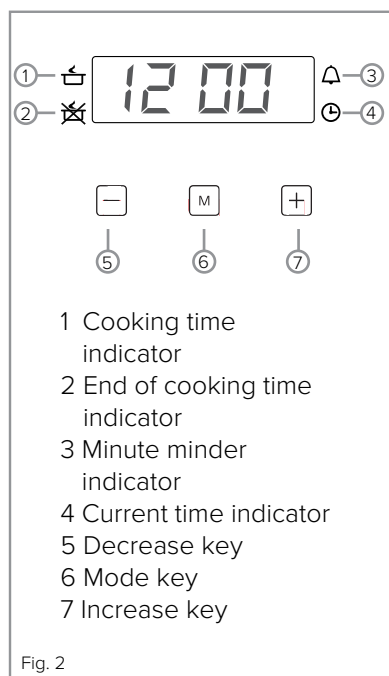 1 12 00 3
2 4
− M +
5 6 7
1 Cooking time
indicator
2 End of cooking time
indicator
3 Minute minder
indicator
4 Current time indicator
5 Decrease key
6 Mode key
7 Increase key
Fig. 2